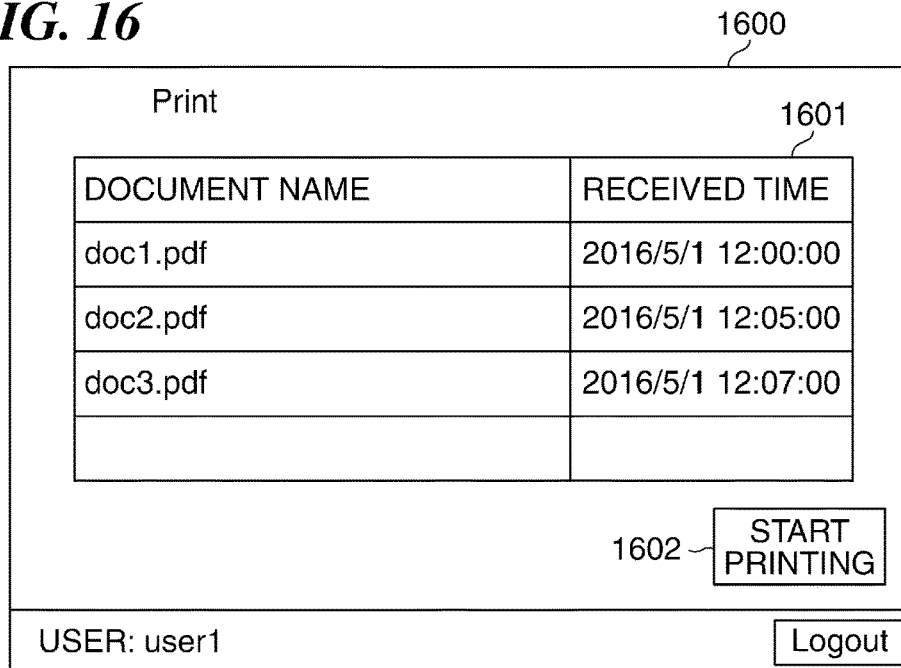 IG. 16
1600
Print
1601
DOCUMENT NAME RECEIVED TIME
doc1.pdf 2016/5/1 12:00:00
doc2.pdf 2016/5/1 12:05:00
doc3.pdf 2016/5/1 12:07:00
1602 START
PRINTING
USER: user1 Logout